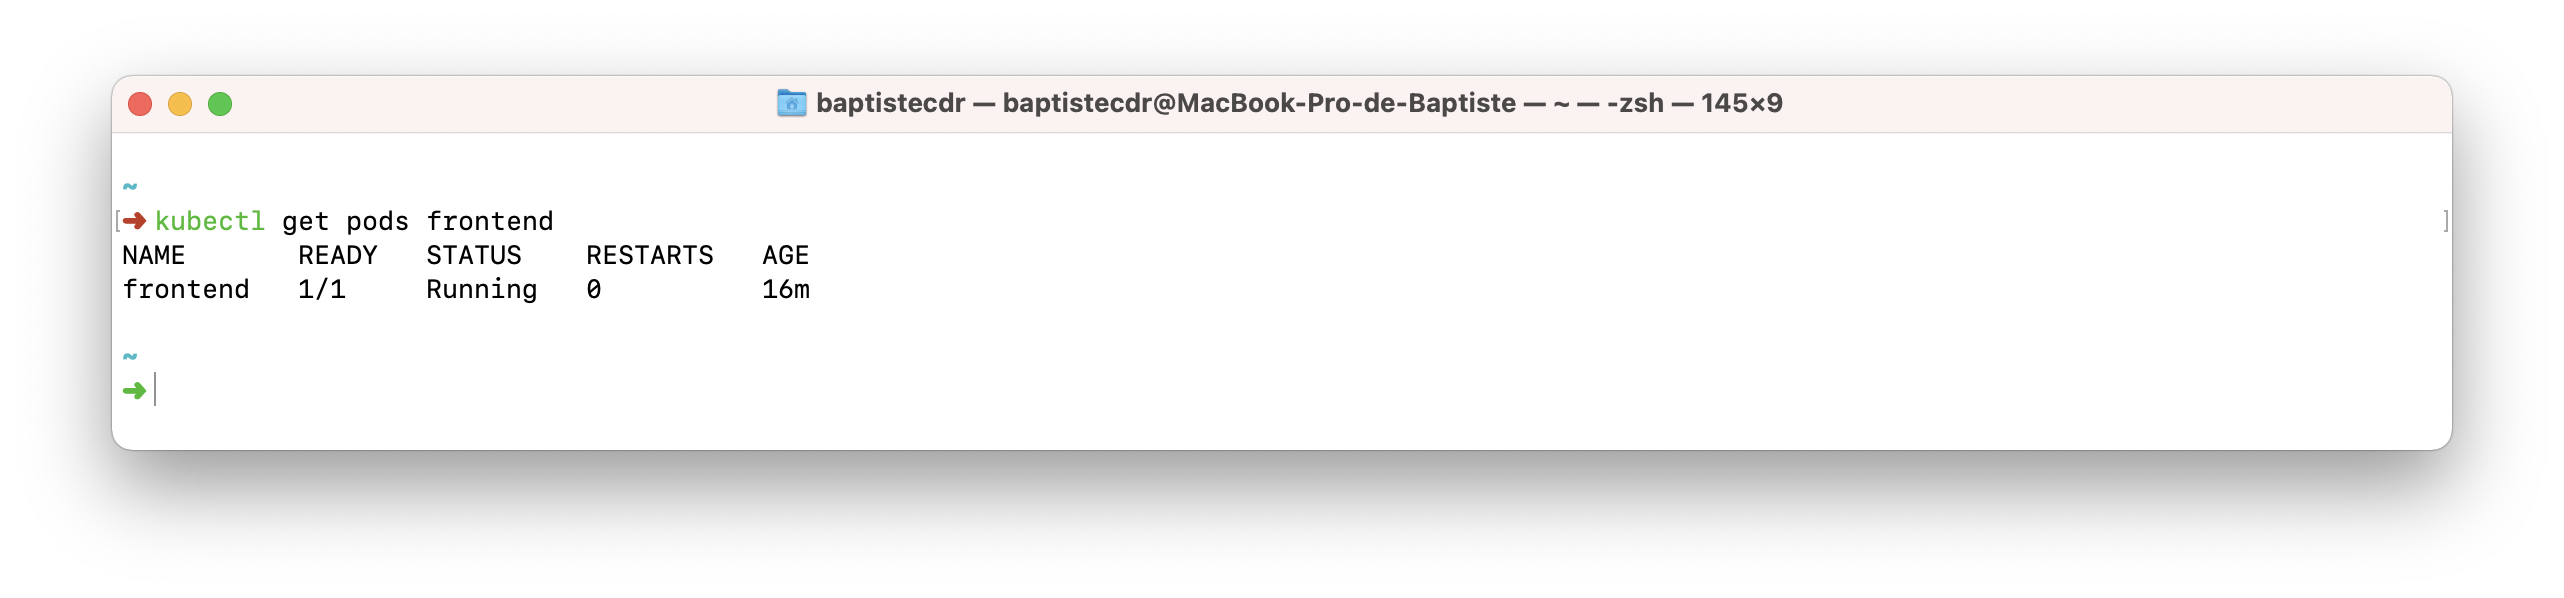 baptistecdr — baptistecdr@MacBook-Pro-de-Baptiste — ~ — -zsh — 145×9
~
[➜ kubectl get pods frontend ]
NAME READY STATUS RESTARTS AGE
frontend 1/1 Running 0 16m
~
➜